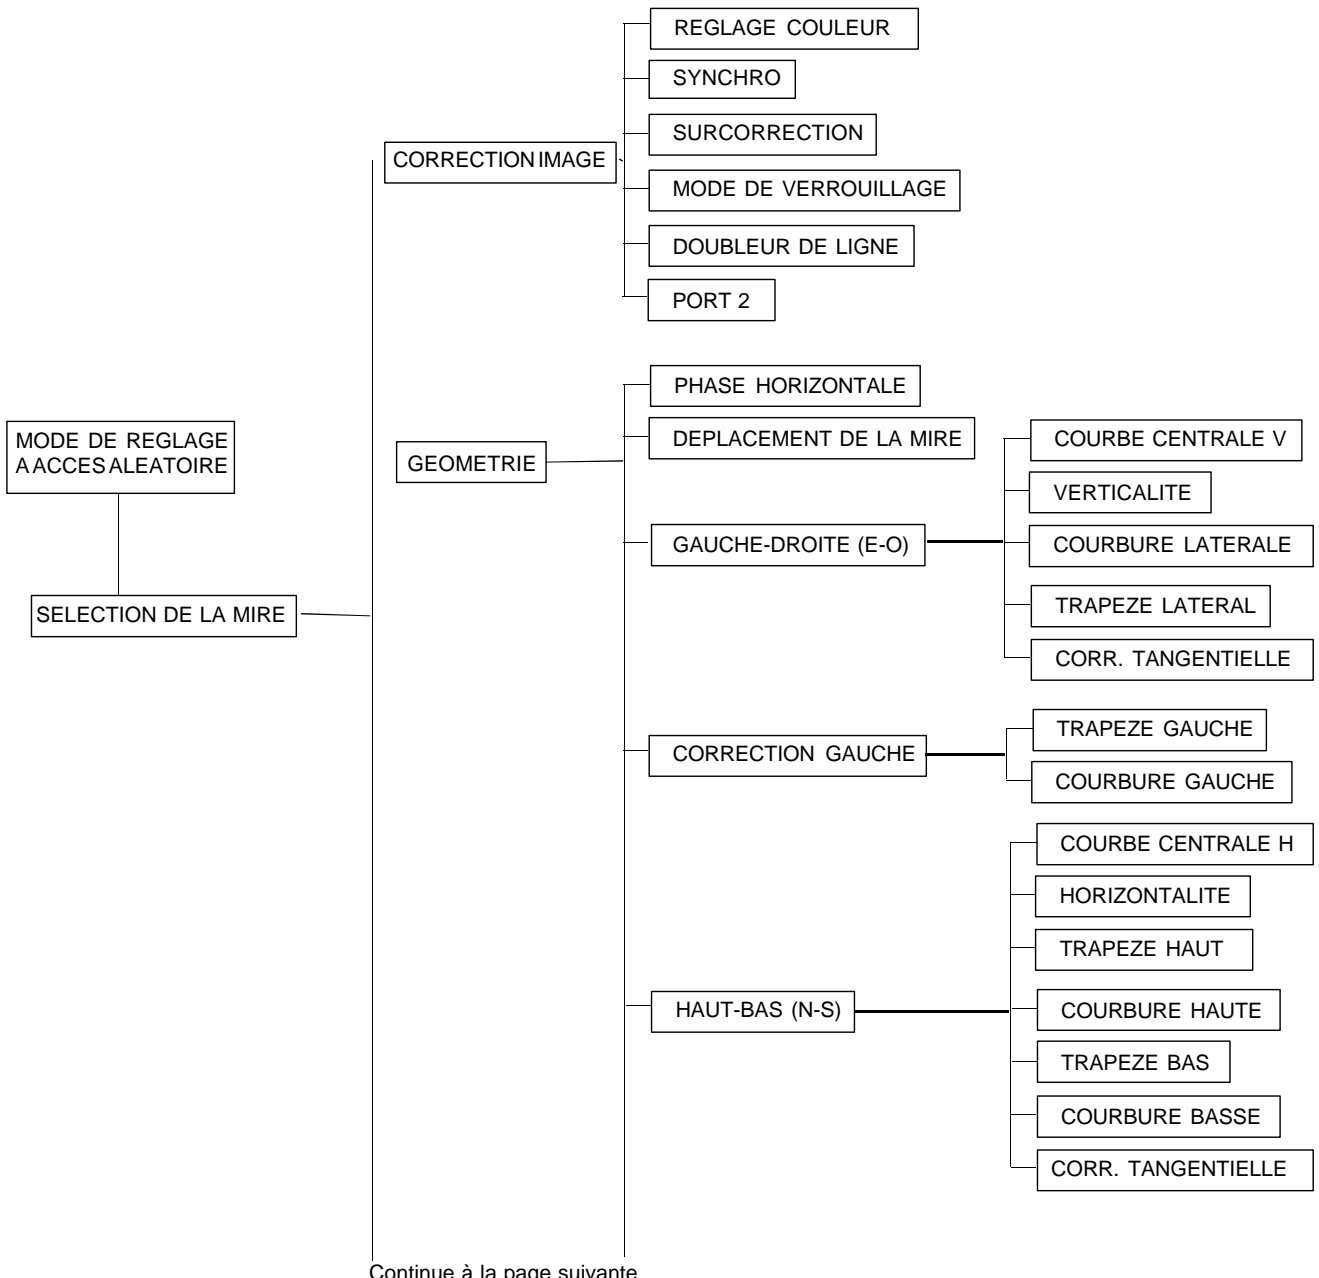 REGLAGE COULEUR
SYNCHRO
SURCORRECTION
CORRECTION IMAGE
MODE DE VERROUILLAGE
DOUBLEUR DE LIGNE
PORT 2
PHASE HORIZONTALE
MODE DE REGLAGE
A ACCES ALEATOIRE
GEOMETRIE
DEPLACEMENT DE LA MIRE
COURBE CENTRALE V
VERTICALITE
GAUCHE-DROITE (E-O)
COURBURE LATERALE
SELECTION DE LA MIRE
TRAPEZE LATERAL
CORR. TANGENTIELLE
CORRECTION GAUCHE
TRAPEZE GAUCHE
COURBURE GAUCHE
COURBE CENTRALE H
HORIZONTALITE
TRAPEZE HAUT
HAUT-BAS (N-S)
COURBURE HAUTE
TRAPEZE BAS
COURBURE BASSE
CORR. TANGENTIELLE
Continue à la page suivante